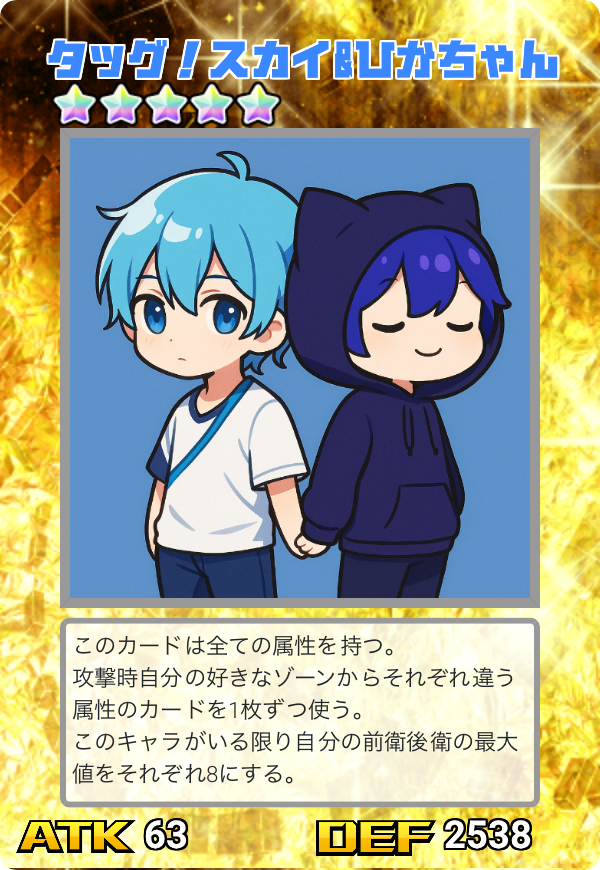 タッグ！スカイ&ひかちゃん
このカードは全ての属性を持つ。
攻撃時自分の好きなゾーンからそれぞれ違う
属性のカードを1枚ずつ使う。
このキャラがいる限り自分の前衛後衛の最大
値をそれぞれ8にする。
ATK 63 DEF 2538